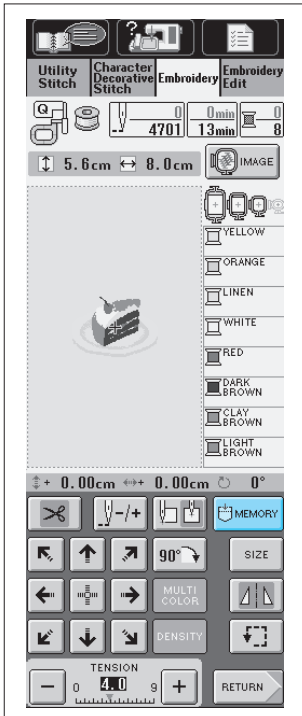 ?
Utility Stitch
Character Decorative Stitch
Embroidery
Embroidery Edit
Q
0
4701
0min
13min
0
8
5.6cm 8.0cm
IMAGE
YELLOW
ORANGE
LINEN
WHITE
RED
DARK BROWN
CLAY BROWN
LIGHT BROWN
+ 0.00cm + 0.00cm 0°
-/+
MEMORY
90°
SIZE
MULTI COLOR
DENSITY
TENSION
− 0 4.0 9 +
RETURN